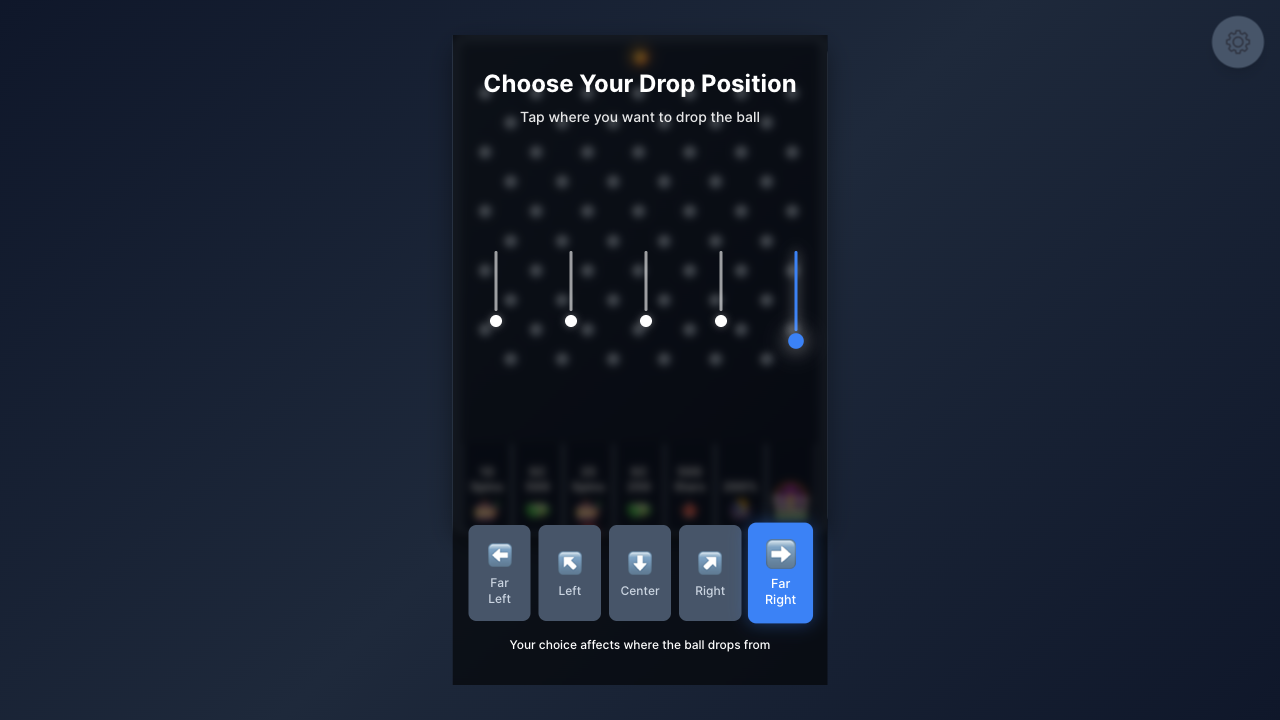 Choose Your Drop Position
Tap where you want to drop the ball
Far
Left
Left
Center
Right
Far
Right
Your choice affects where the ball drops from